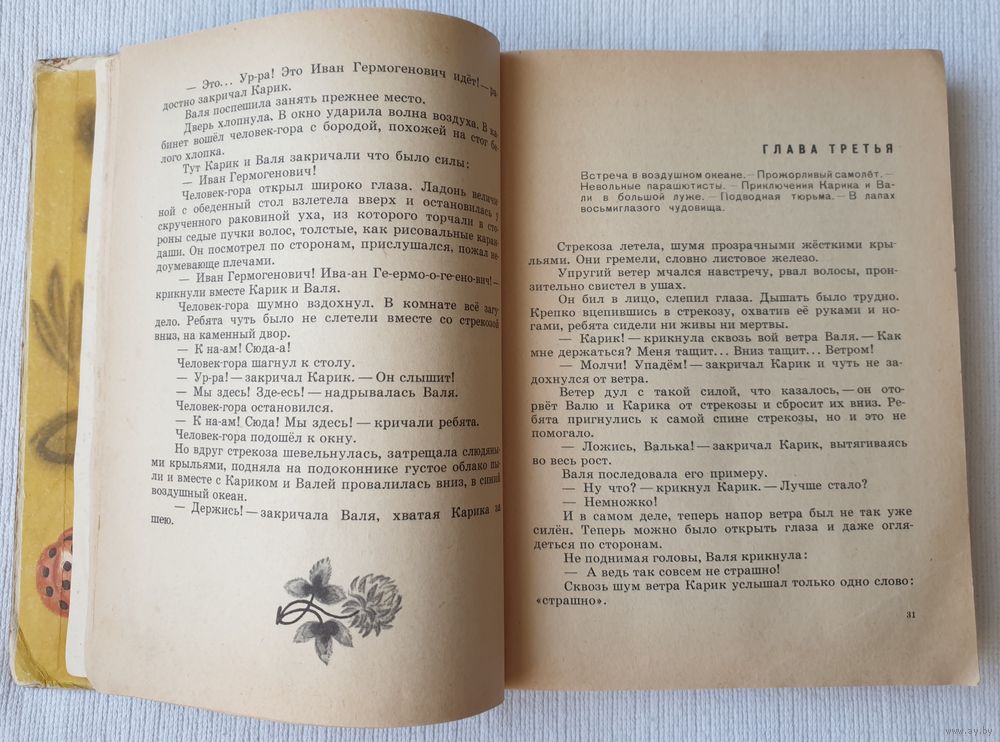 — Это... Ур-ра! Это Иван Гермогенович идёт! — ра-
достно закричал Карик.
Валя поспешила занять прежнее место.
Дверь хлопнула. В окно ударила волна воздуха. В ка-
бинет вошёл человек-гора с бородой, похожей на стог бе-
лого хлопка.
Тут Карик и Валя закричали что было силы:
— Иван Гермогенович!
Человек-гора открыл широко глаза. Ладонь величи-
ной с обеденный стол взлетела вверх и остановилась у
скрученного раковиной уха, из которого торчали в сто-
роны седые пучки волос, толстые, как рисовальные каран-
даши. Он посмотрел по сторонам, прислушался, пожал не-
доумевающе плечами.
— Иван Гермогенович! Ива-ан Ге-ермо-о-ге-ено-вич! —
крикнули вместе Карик и Валя.
Человек-гора шумно вздохнул. В комнате всё загу-
дело. Ребята чуть было не слетели вместе со стрекозой
вниз, на каменный двор.
— К на-ам! Сюда-а!
Человек-гора шагнул к столу.
— Ур-ра! — закричал Карик. — Он слышит!
— Мы здесь! Зде-есь! — надрывалась Валя.
Человек-гора остановился.
— К на-ам! Сюда! Мы здесь! — кричали ребята.
Человек-гора подошёл к окну.
Но вдруг стрекоза шевельнулась, затрещала слюдяны-
ми крыльями, подняла на подоконнике густое облако пы-
ли и вместе с Кариком и Валей провалилась вниз, в синий
воздушный океан.
— Держись! — закричала Валя, хватая Карика за
шею.
ГЛАВА ТРЕТЬЯ
Встреча в воздушном океане. — Прожорливый самолёт. —
Невольные парашютисты. — Приключения Карика и Ва-
ли в большой луже. — Подводная тюрьма. — В лапах
восьмиглазого чудовища.
Стрекоза летела, шумя прозрачными жёсткими кры-
льями. Они гремели, словно листовое железо.
Упругий ветер мчался навстречу, рвал волосы, прон-
зительно свистел в ушах.
Он бил в лицо, слепил глаза. Дышать было трудно.
Крепко вцепившись в стрекозу, охватив её руками и но-
гами, ребята сидели ни живы ни мертвы.
— Карик! — крикнула сквозь вой ветра Валя. — Как
мне держаться? Меня тащит... Вниз тащит... Ветром!
— Молчи! Упадём! — закричал Карик и чуть не за-
дохнулся от ветра.
Ветер дул с такой силой, что казалось, — он ото-
рвёт Валю и Карика от стрекозы и сбросит их вниз. Ре-
бята пригнулись к самой спине стрекозы, но и это не
помогало.
— Ложись, Валька! — закричал Карик, вытягиваясь
во весь рост.
Валя последовала его примеру.
— Ну что? — крикнул Карик. — Лучше стало?
— Немножко!
И в самом деле, теперь напор ветра был не так уже
силён. Теперь можно было открыть глаза и даже огля-
деться по сторонам.
Не поднимая головы, Валя крикнула:
— А ведь так совсем не страшно!
Сквозь шум ветра Карик услышал только одно слово:
«страшно».
31
www.ay.by